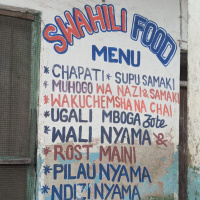 SWAHILI FOOD
MENU
*CHAPATI *SUPU SAMAKI
*MUHOGO WA NAZI & SAMAKI
*WAKUCHEMSHA NA CHAI
*UGALI MBOGA Zote
*WALI NYAMA &
*ROST MAINI
*PILAU NYAMA
*NDIZI NYAMA